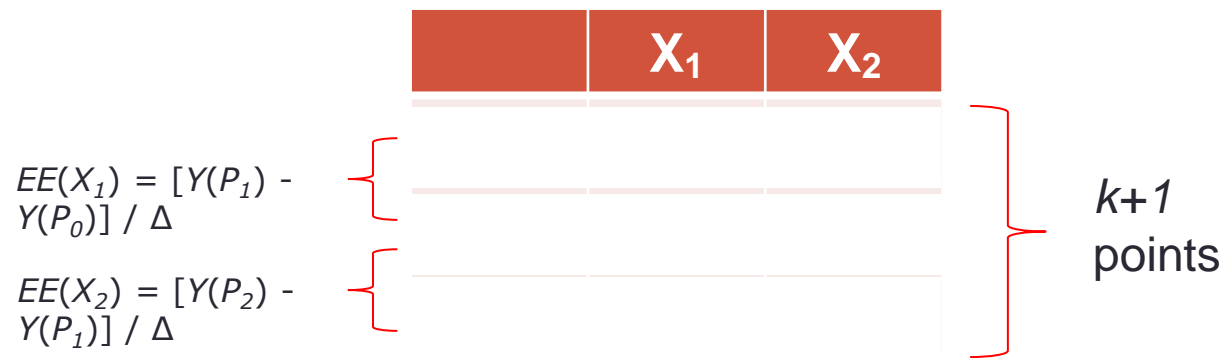 X₁ X₂
EE(X₁) = [Y(P₁) -
Y(P₀)] / Δ
EE(X₂) = [Y(P₂) -
Y(P₁)] / Δ
k+1
points